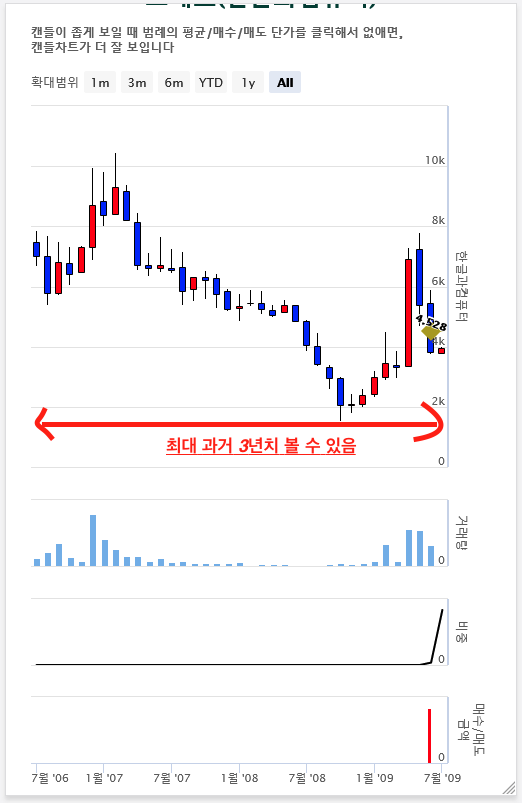 캔들이 좁게 보일 때 범례의 평균/매수/매도 단가를 클릭해서 없애면,
캔들차트가 더 잘 보입니다
확대범위 1m 3m 6m YTD 1y All
10k
8k
6k
4k
2k
0
한글과컴퓨터
4,528
최대 과거 3년치 볼 수 있음
거래량
0
비중
0
매수/매도
금액
0
7월 '06 1월 '07 7월 '07 1월 '08 7월 '08 1월 '09 7월 '09